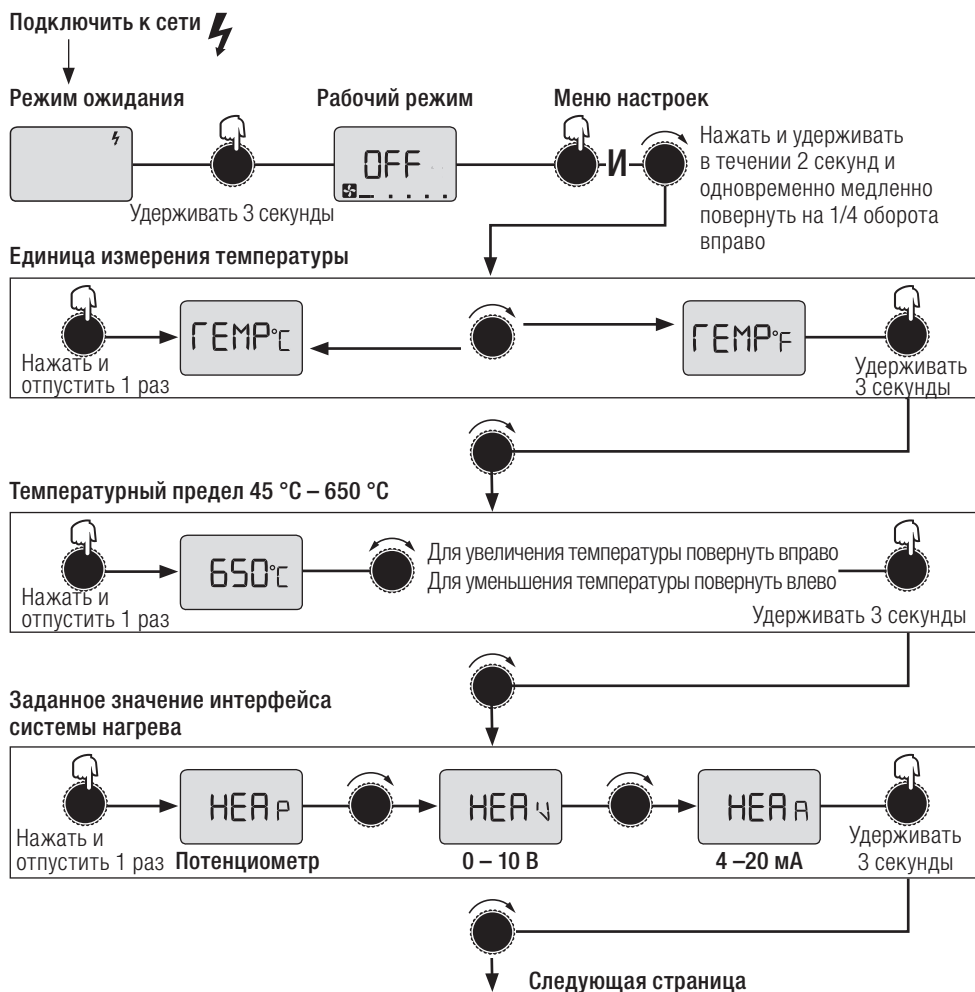 Подключить к сети
Режим ожидания
Рабочий режим
Меню настроек
OFF
И
Нажать и удерживать
в течении 2 секунд и
одновременно медленно
повернуть на 1/4 оборота
вправо
Удерживать 3 секунды
Единица измерения температуры
Нажать и
отпустить 1 раз
TEMP°C
TEMP°F
Удерживать
3 секунды
Температурный предел 45 °C – 650 °C
Нажать и
отпустить 1 раз
650°C
Для увеличения температуры повернуть вправо
Для уменьшения температуры повернуть влево
Удерживать 3 секунды
Заданное значение интерфейса
системы нагрева
Нажать и
отпустить 1 раз
HEA P
Потенциометр
HEA V
0 – 10 В
HEA A
4 –20 мА
Удерживать
3 секунды
Следующая страница